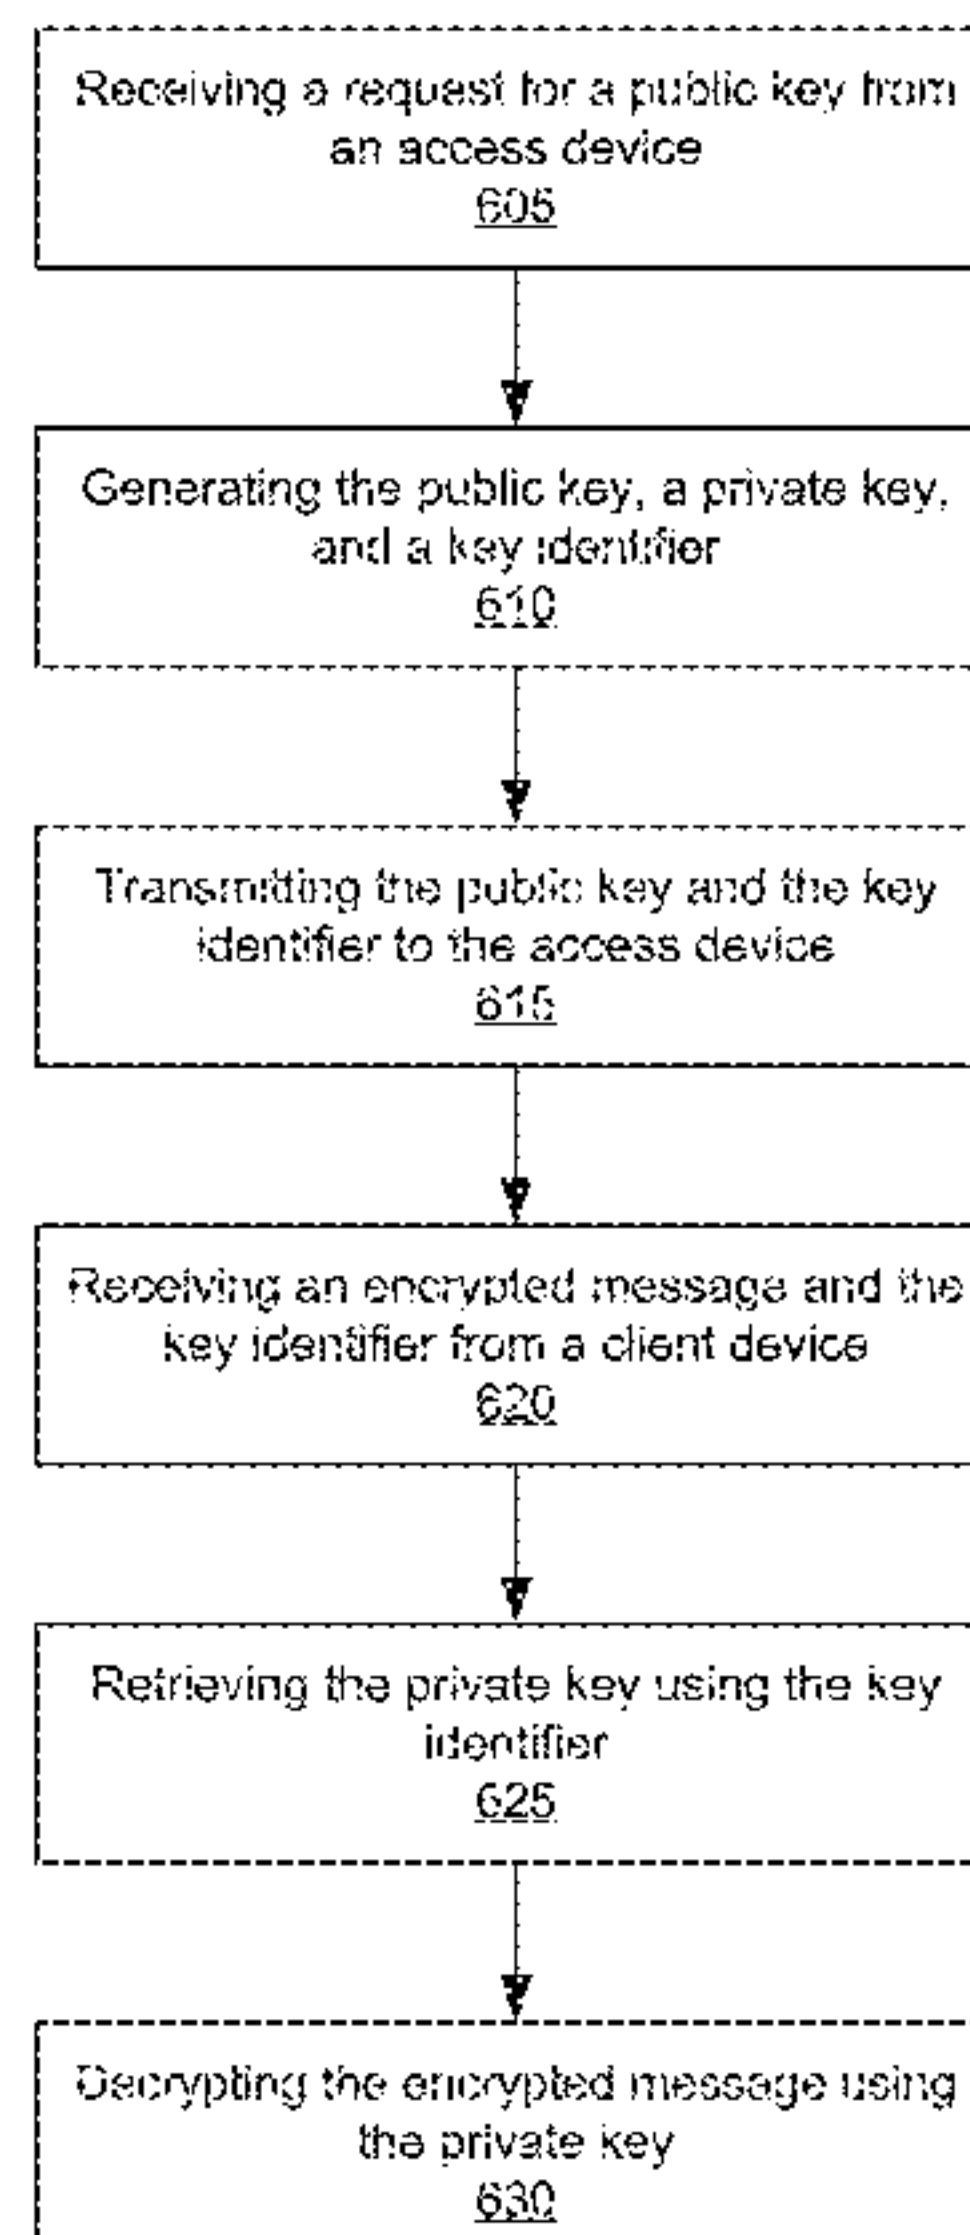 Receiving a request for a public key from
an access device
605
Generating the public key, a private key,
and a key identifier
610
Transmitting the public key and the key
identifier to the access device
615
Receiving an encrypted message and the
key identifier from a client device
620
Retrieving the private key using the key
identifier
625
Decrypting the encrypted message using
the private key
630